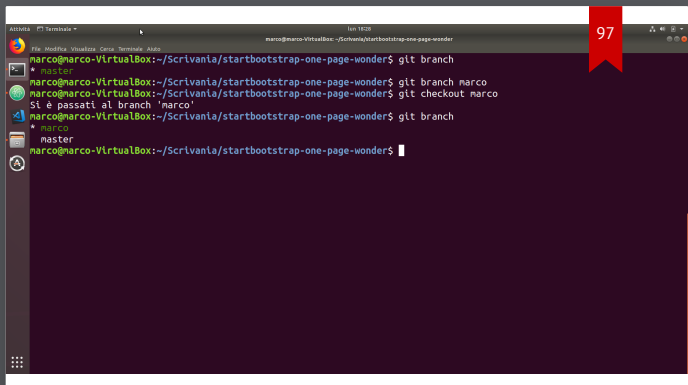 97
Attività Terminale lun 18:28
marco@marco-VirtualBox: ~/Scrivania/startbootstrap-one-page-wonder
File Modifica Visualizza Cerca Terminale Aiuto
marco@marco-VirtualBox:~/Scrivania/startbootstrap-one-page-wonder$ git branch
* master
marco@marco-VirtualBox:~/Scrivania/startbootstrap-one-page-wonder$ git branch marco
marco@marco-VirtualBox:~/Scrivania/startbootstrap-one-page-wonder$ git checkout marco
Si è passati al branch 'marco'
marco@marco-VirtualBox:~/Scrivania/startbootstrap-one-page-wonder$ git branch
* marco
  master
marco@marco-VirtualBox:~/Scrivania/startbootstrap-one-page-wonder$